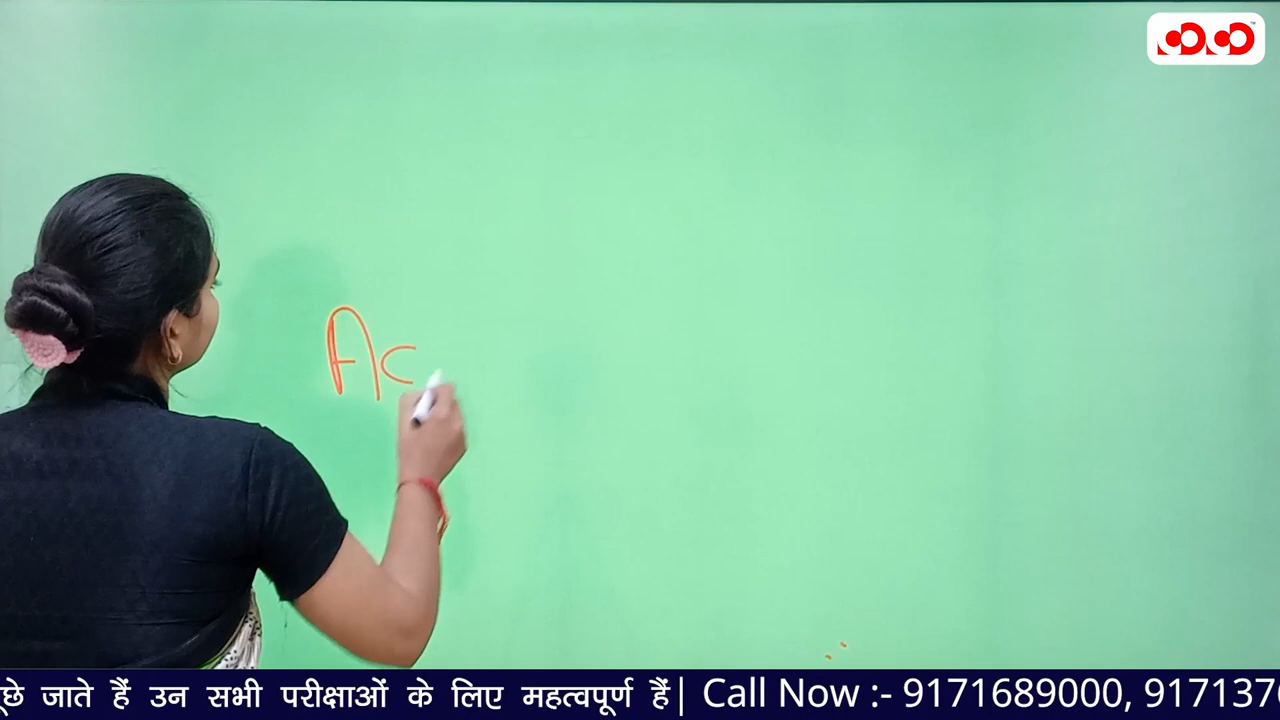 Ac
छे जाते हैं उन सभी परीक्षाओं के लिए महत्वपूर्ण हैं| Call Now :- 9171689000, 917137